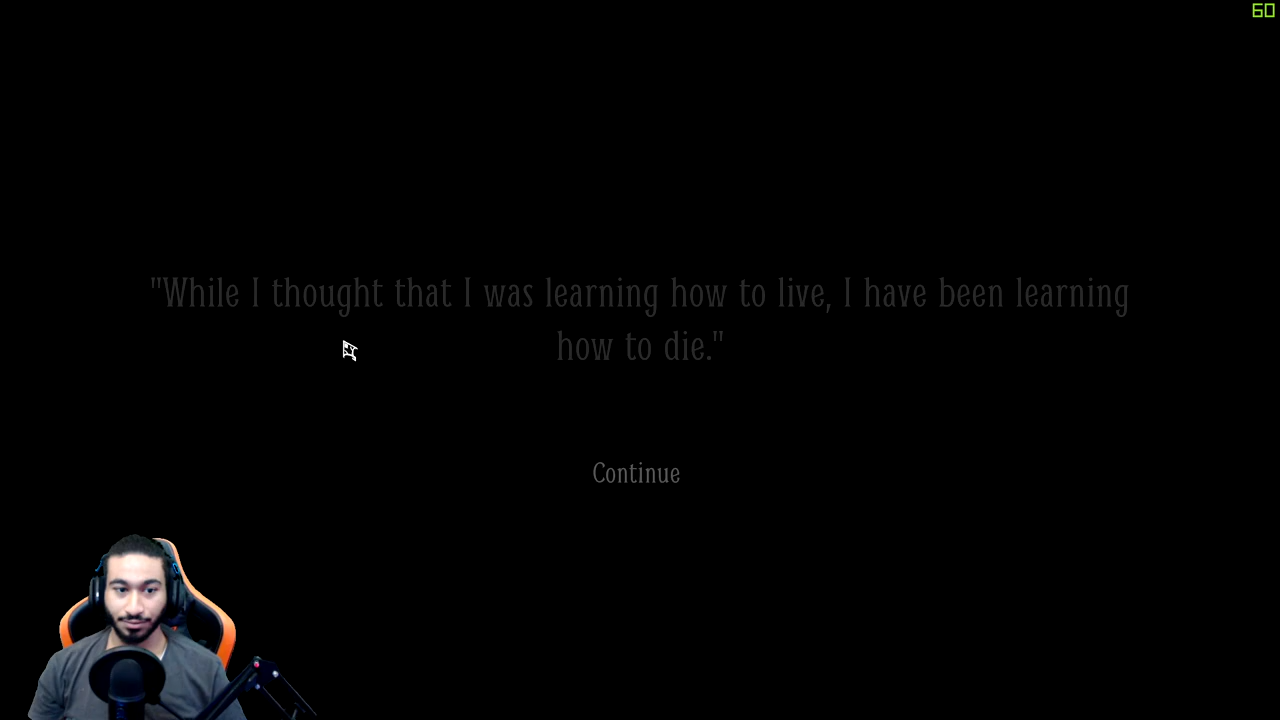 60
"While I thought that I was learning how to live, I have been learning
how to die."
Continue